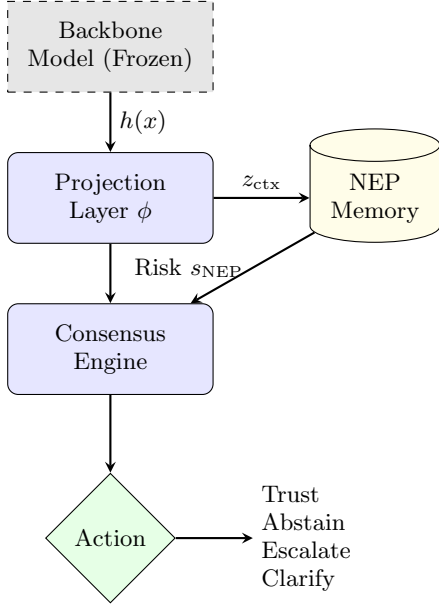 Backbone
Model (Frozen)
h(x)
Projection
Layer ϕ
z_ctx
NEP
Memory
Risk s_NEP
Consensus
Engine
Action
Trust
Abstain
Escalate
Clarify